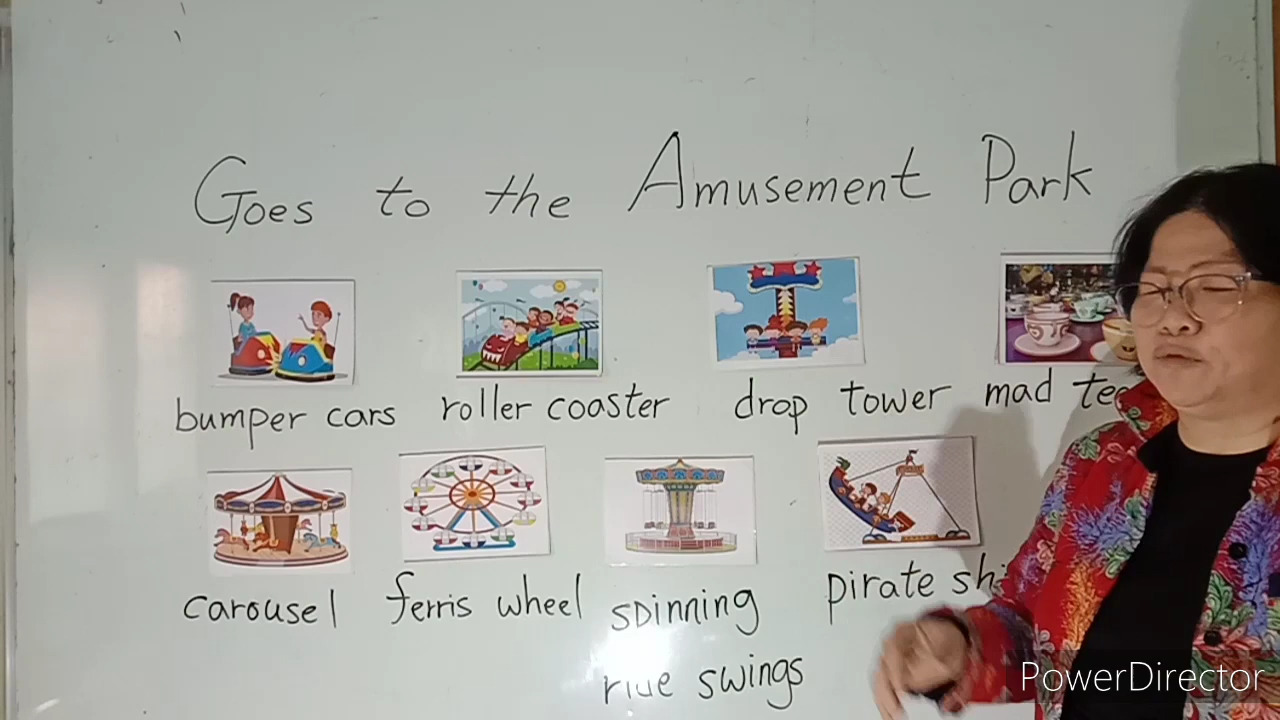 Goes to the Amusement Park
bumper cars roller coaster drop tower mad
carousel ferris wheel spinning pirate
ride swings
PowerDirector